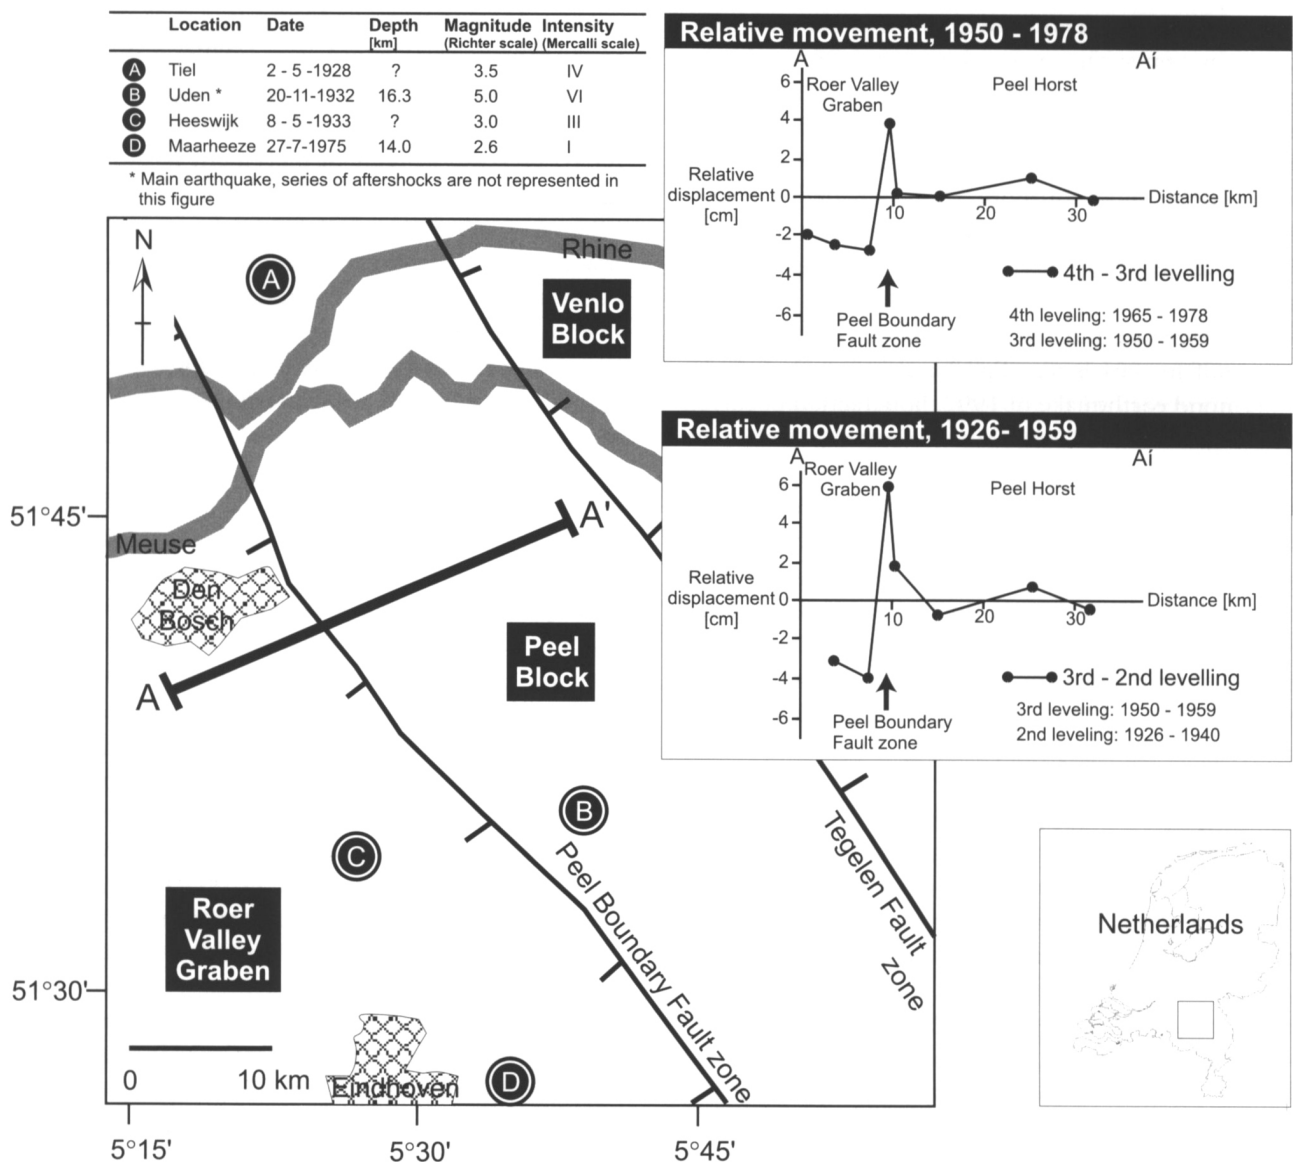 Location Date Depth Magnitude Intensity
[km] (Richter scale) (Mercalli scale)
A Tiel 2 - 5 -1928 ? 3.5 IV
B Uden * 20-11-1932 16.3 5.0 VI
C Heeswijk 8 - 5 -1933 ? 3.0 III
D Maarheeze 27-7-1975 14.0 2.6 I
* Main earthquake, series of aftershocks are not represented in
this figure
Relative movement, 1950 - 1978
A Aí
Roer Valley
Graben
Peel Horst
6
4
2
0
-2
-4
-6
Relative
displacement
[cm]
10 20 30
Distance [km]
4th - 3rd levelling
4th leveling: 1965 - 1978
3rd leveling: 1950 - 1959
Peel Boundary
Fault zone
Relative movement, 1926- 1959
A Aí
Roer Valley
Graben
Peel Horst
6
4
2
0
-2
-4
-6
Relative
displacement
[cm]
10 20 30
Distance [km]
3rd - 2nd levelling
3rd leveling: 1950 - 1959
2nd leveling: 1926 - 1940
Peel Boundary
Fault zone
N
A
Rhine
Venlo
Block
51°45'
Meuse
A'
Den
Bosch
A
Peel
Block
B
C
Peel Boundary Fault zone
Tegelen Fault
zone
Roer
Valley
Graben
51°30'
0 10 km
Eindhoven
D
5°15' 5°30' 5°45'
Netherlands